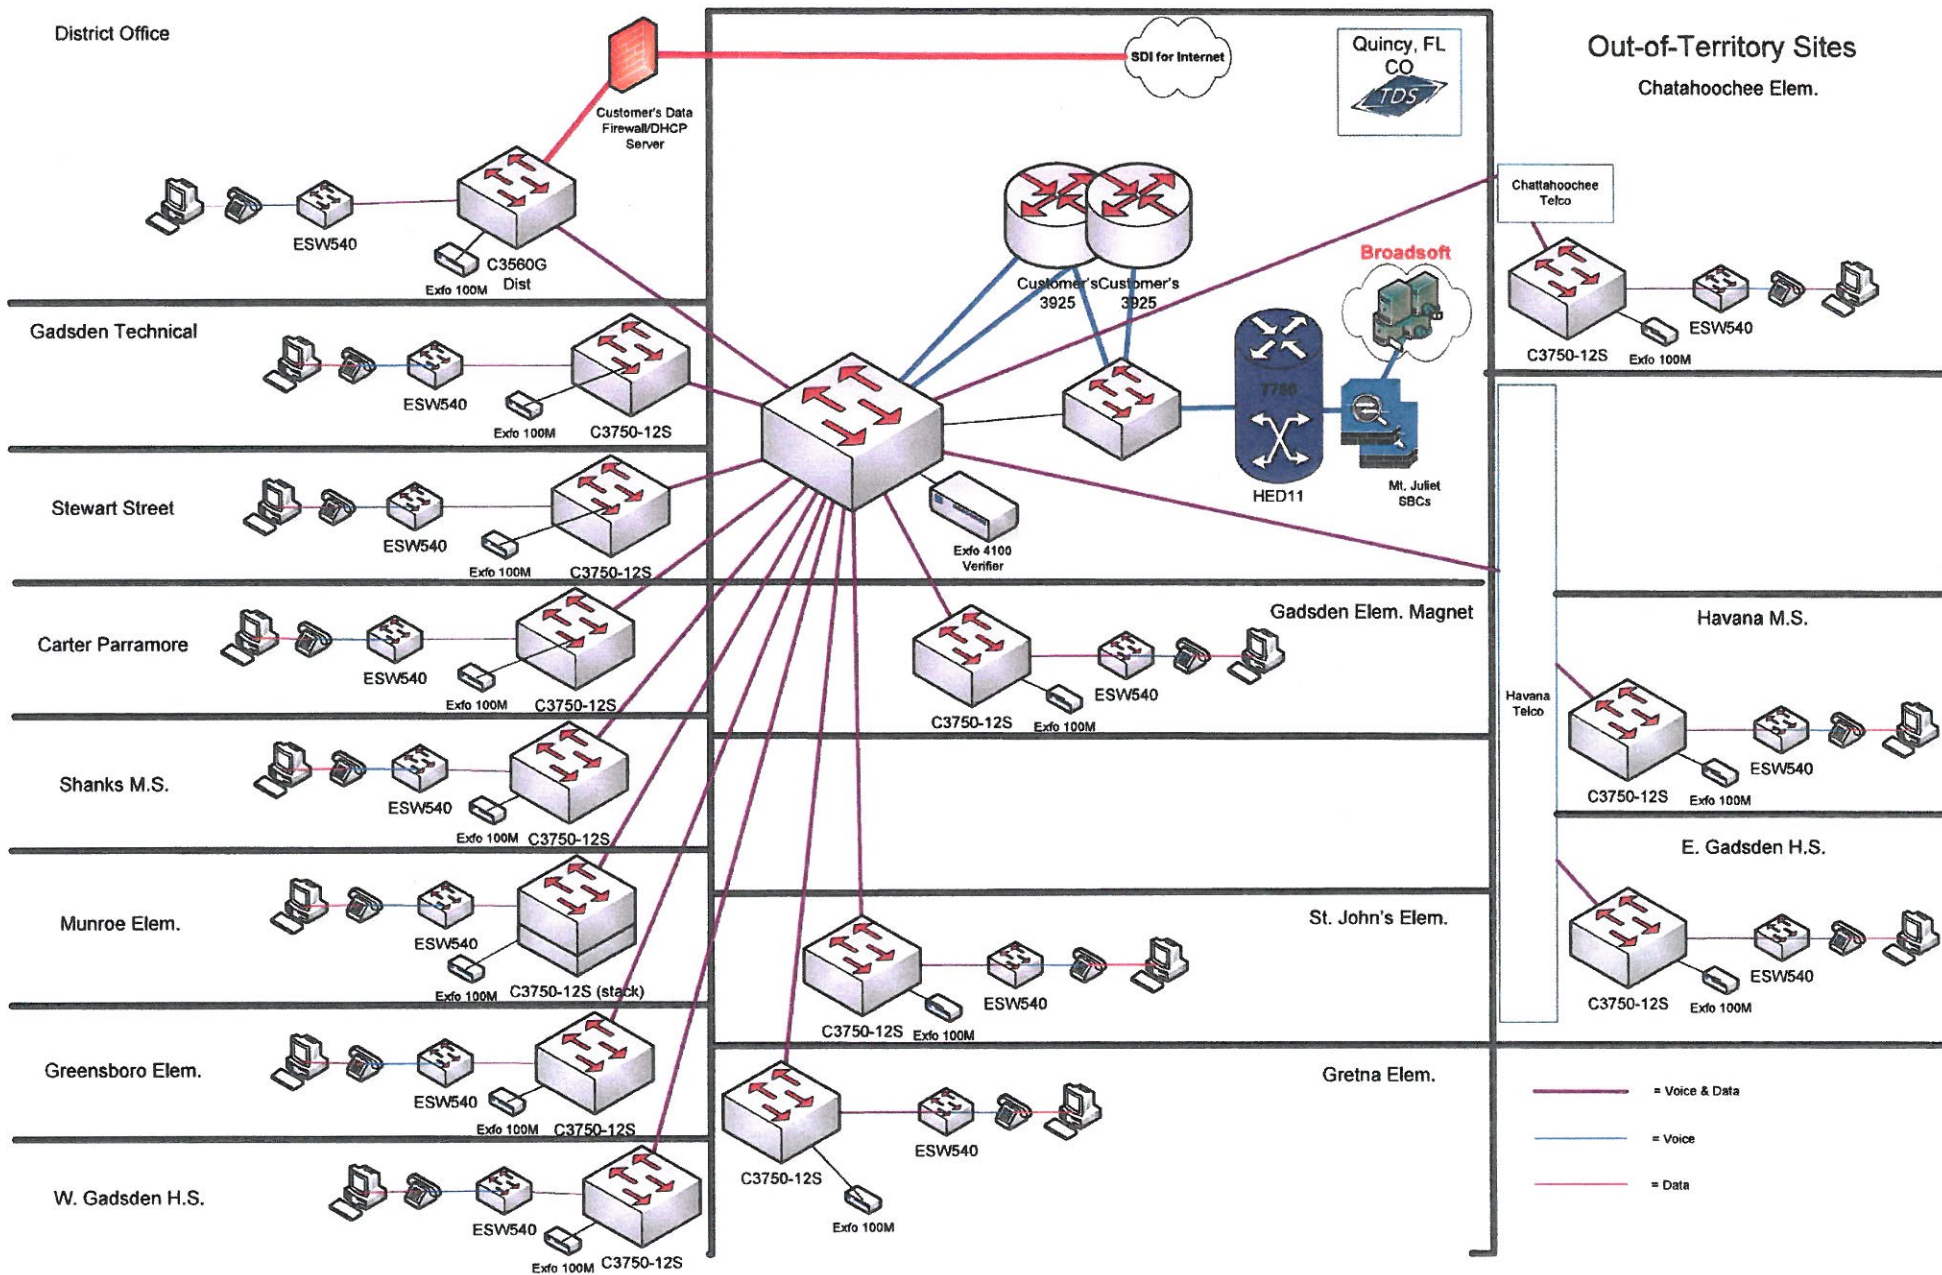 District Office
Customer's Data
Firewall/DHCP
Server
SDI for Internet
Quincy, FL
CO
TDS
Out-of-Territory Sites
Chatahoochee Elem.
ESW540
Exfo 100M
C3560G
Dist
Customer's
3925
Customer's
3925
Broadsoft
HED11
Mt. Juliet
SBCs
Exfo 4100
Verifier
Chattahoochee
Telco
ESW540
C3750-12S
Exfo 100M
Gadsden Technical
ESW540
Exfo 100M
C3750-12S
Stewart Street
ESW540
Exfo 100M
C3750-12S
Carter Parramore
ESW540
Exfo 100M
C3750-12S
Gadsden Elem. Magnet
ESW540
C3750-12S
Exfo 100M
Havana
Telco
Havana M.S.
ESW540
C3750-12S
Exfo 100M
Shanks M.S.
ESW540
Exfo 100M
C3750-12S
Munroe Elem.
ESW540
Exfo 100M
C3750-12S (stack)
St. John's Elem.
ESW540
C3750-12S
Exfo 100M
E. Gadsden H.S.
ESW540
C3750-12S
Exfo 100M
Greensboro Elem.
ESW540
Exfo 100M
C3750-12S
Gretna Elem.
ESW540
C3750-12S
Exfo 100M
W. Gadsden H.S.
ESW540
Exfo 100M
C3750-12S
= Voice & Data
= Voice
= Data